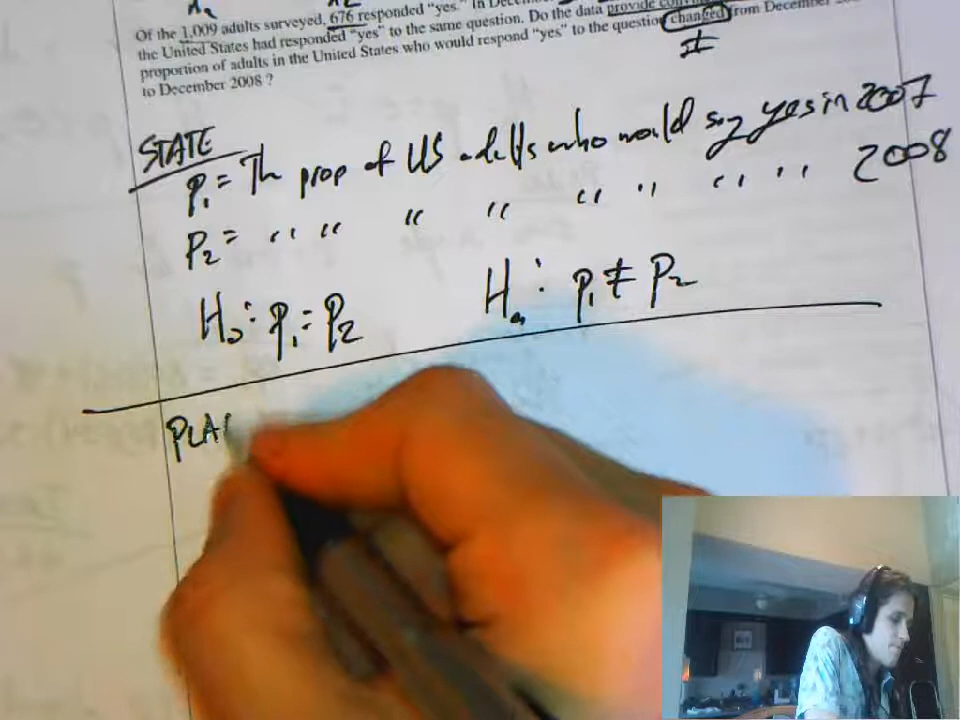 Of the 1,009 adults surveyed, 676 responded "yes." In
the United States had responded "yes" to the same question. Do the data provide
proportion of adults in the United States who would respond "yes" to the question changed from December
to December 2008 ?
STATE
P₁ = The prop of US adults who would say yes in 2007
P₂ = " " " " " " " " 2008
H₀: P₁ = P₂ Hₐ: P₁ ≠ P₂
PLA